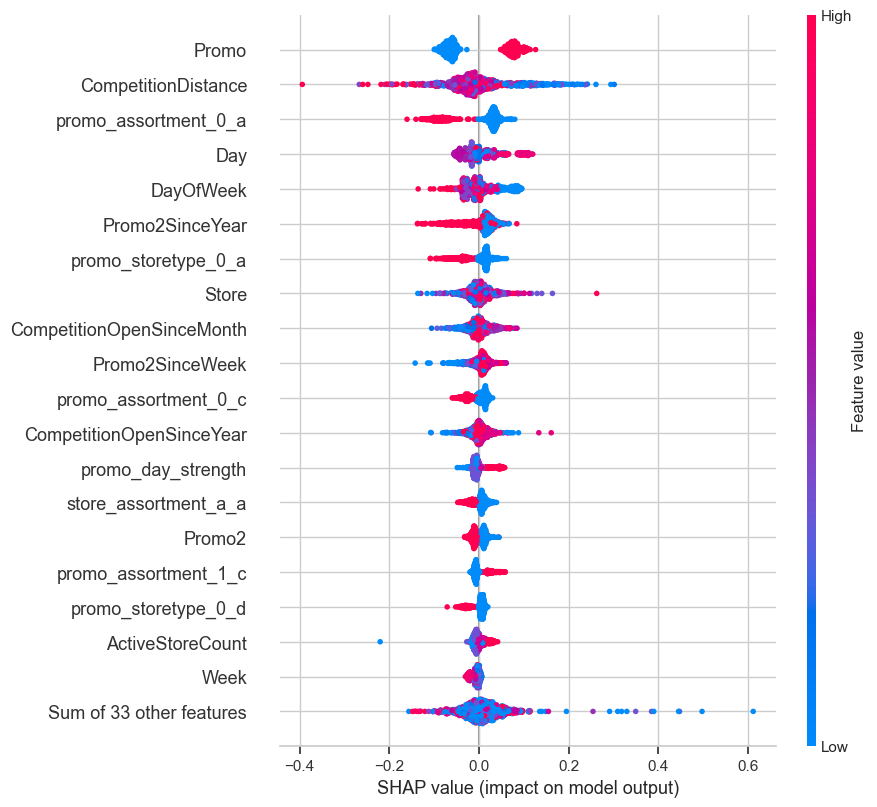 High
Promo
CompetitionDistance
promo_assortment_0_a
Day
DayOfWeek
Promo2SinceYear
promo_storetype_0_a
Store
CompetitionOpenSinceMonth
Promo2SinceWeek
promo_assortment_0_c
CompetitionOpenSinceYear
promo_day_strength
store_assortment_a_a
Promo2
promo_assortment_1_c
promo_storetype_0_d
ActiveStoreCount
Week
Sum of 33 other features
Feature value
Low
−0.4 −0.2 0.0 0.2 0.4 0.6
SHAP value (impact on model output)